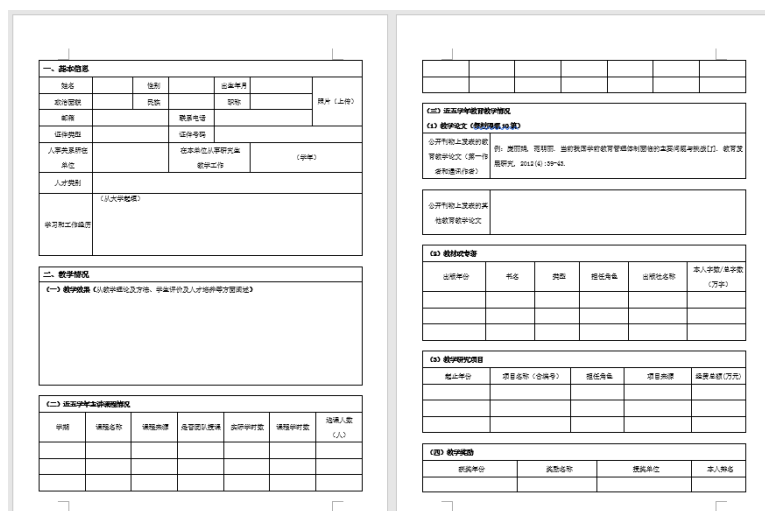 一、基本信息
姓名 性别 出生年月 照片（上传）
政治面貌 民族 职称
邮箱 联系电话
证件类型 证件号码
人事关系所在单位 在本单位从事研究生教学工作 （学年）
人才类别
学习和工作经历 （从大学起填）
二、教学情况
（一）教学效果（从教学理论及方法、学生评价及人才培养等方面阐述）
（二）近五学年主讲课程情况
学期 课程名称 课程来源 是否团队授课 实际学时数 课程学时数 选课人数（人）
（三）近五学年教育教学情况
（1）教学论文（每村限填 10 篇）
公开刊物上发表的教育教学论文（第一作者和通讯作者） 例：庞丽娟，范明丽．当前我国学前教育管理体制面临的主要问题与挑战[J]．教育发展研究，2012(4):39-43．
公开刊物上发表的其他教育教学论文
（2）教材或专著
出版年份 书名 类型 担任角色 出版社名称 本人字数/总字数（万字）
（3）教学研究项目
起止年份 项目名称（含编号） 担任角色 项目来源 经费总额(万元)
（四）教学奖励
获奖年份 奖励名称 授奖单位 本人排名